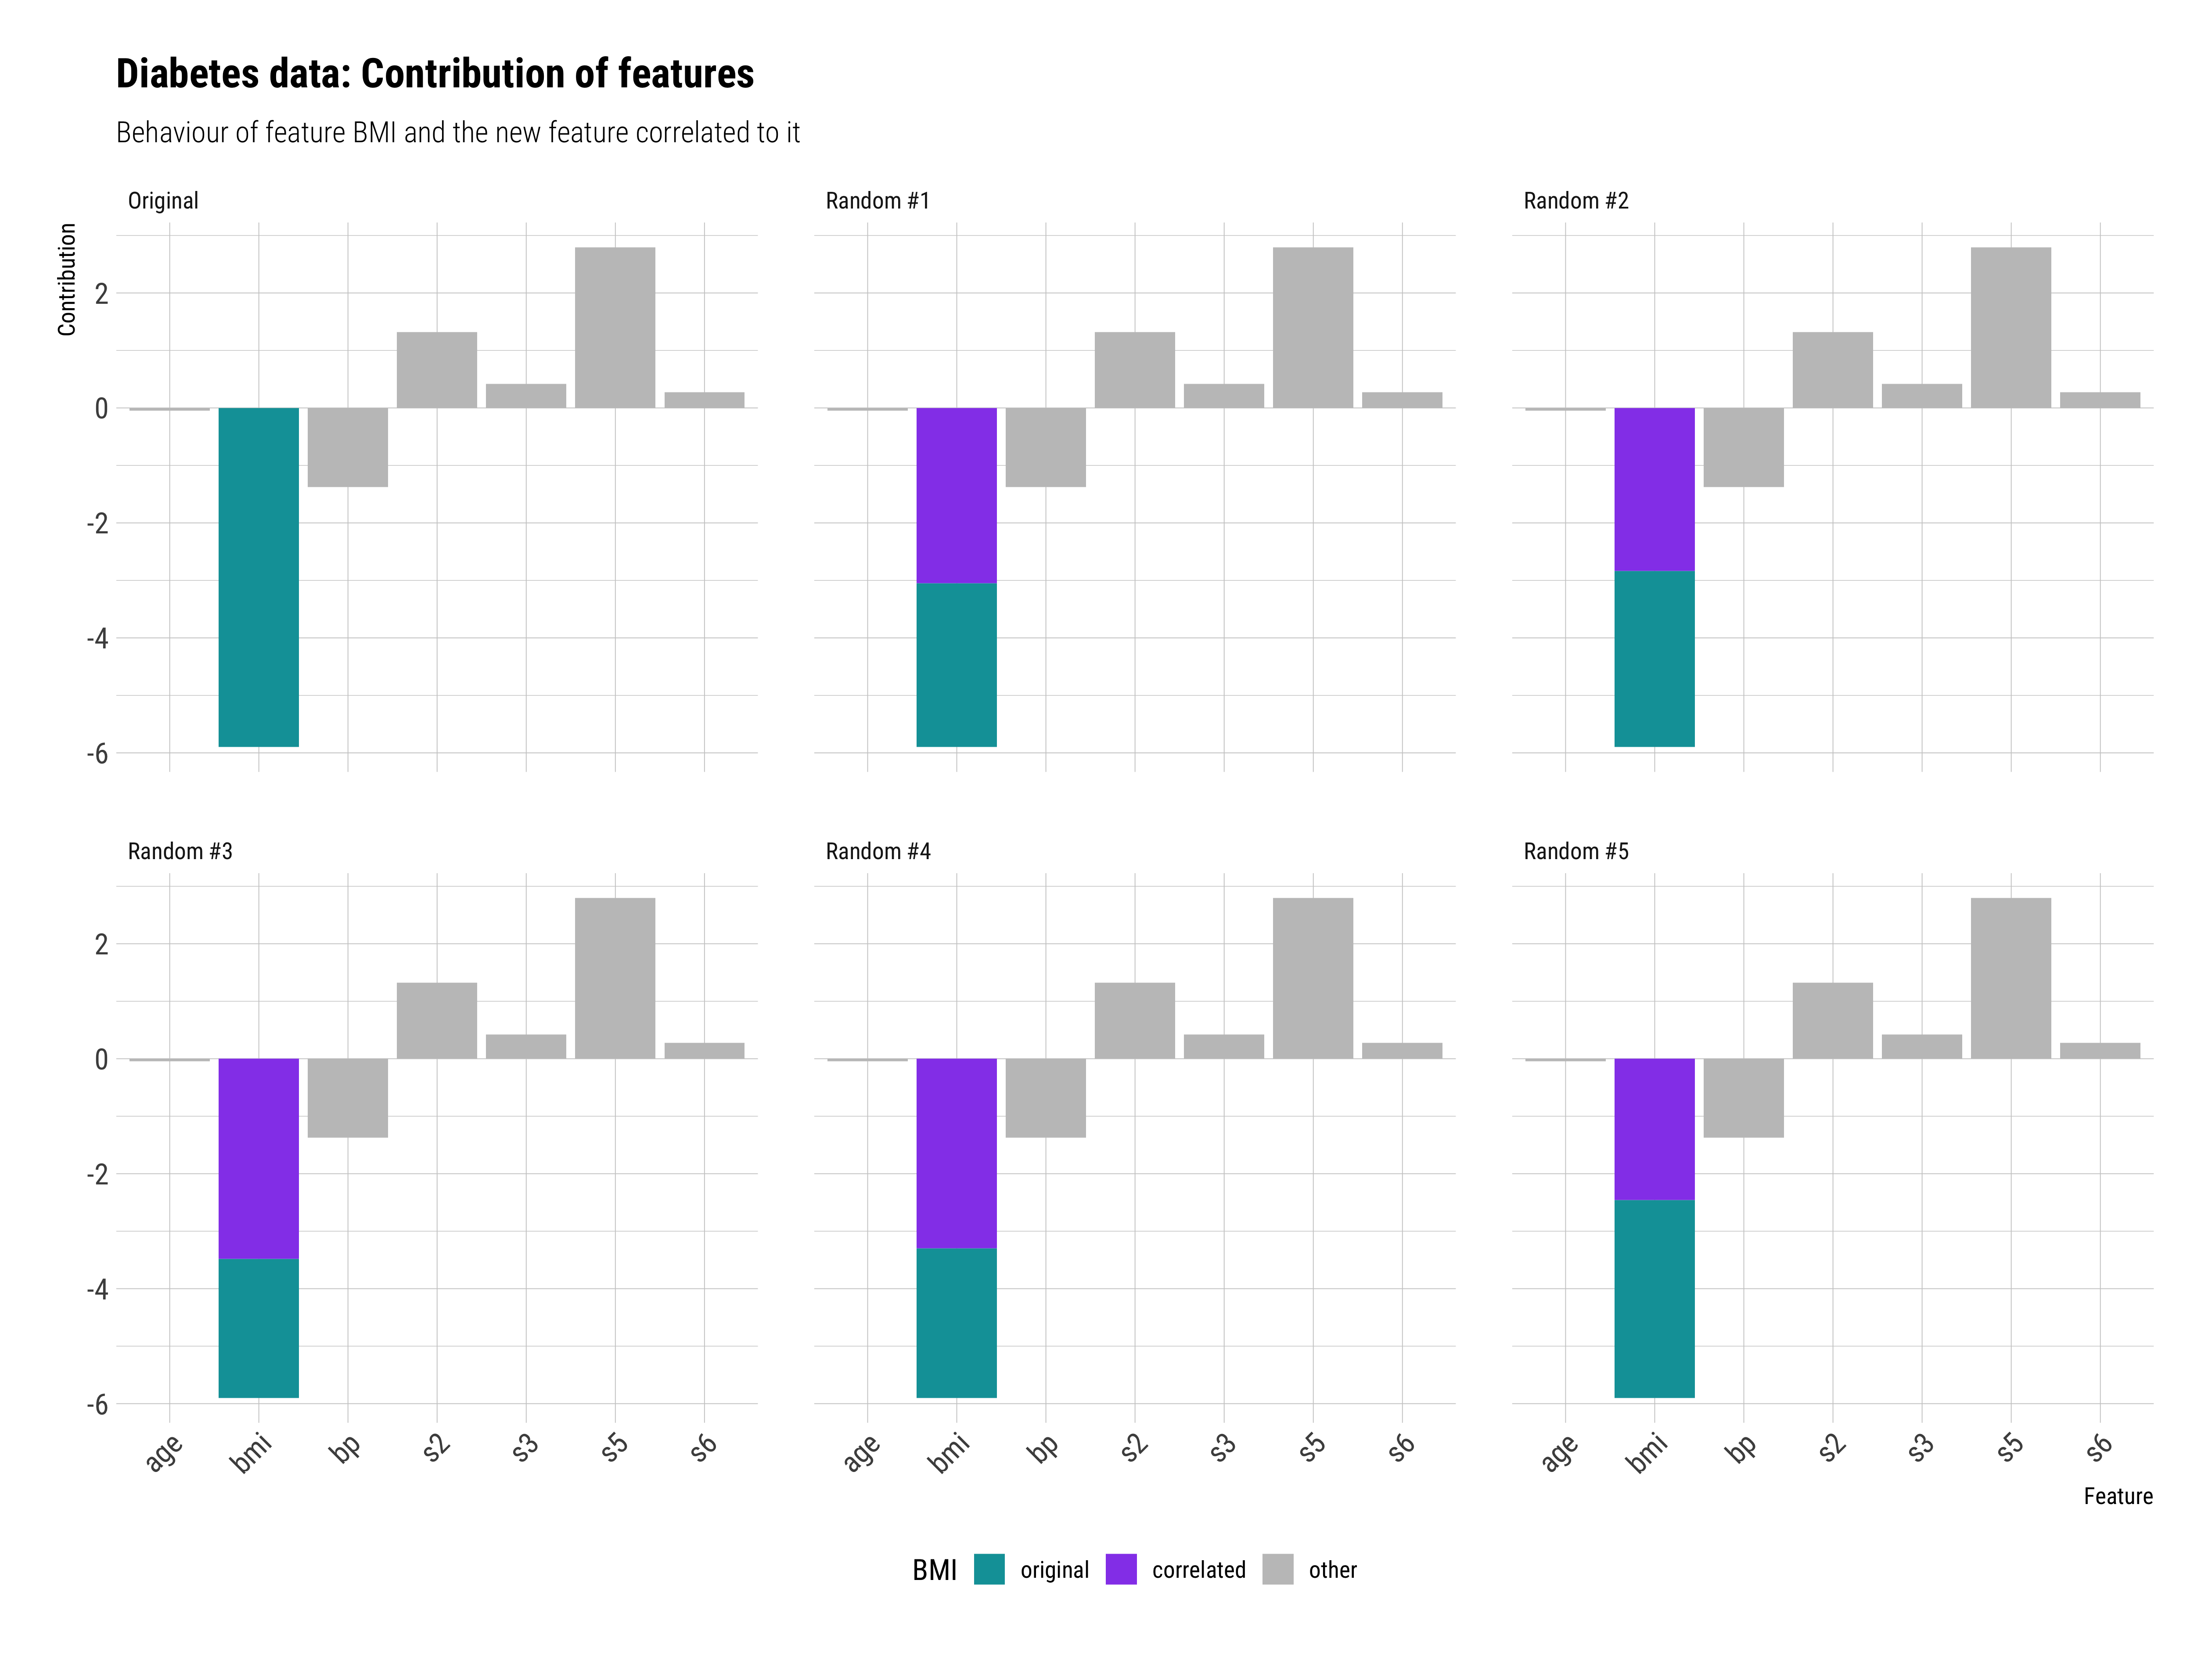 Diabetes data: Contribution of features
Behaviour of feature BMI and the new feature correlated to it
Original
Random #1
Random #2
Contribution
2
0
-2
-4
-6
Random #3
Random #4
Random #5
2
0
-2
-4
-6
age bmi bp s2 s3 s5 s6
age bmi bp s2 s3 s5 s6
age bmi bp s2 s3 s5 s6
Feature
BMI original correlated other